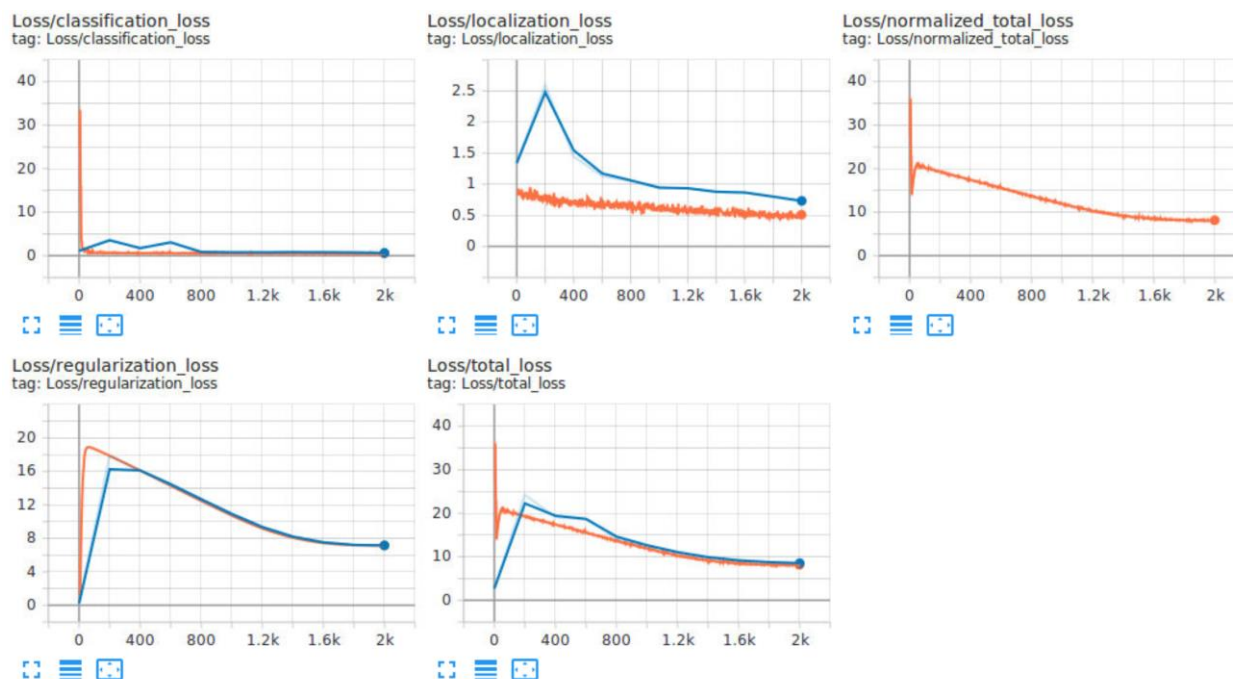 Loss/classification_loss
tag: Loss/classification_loss
40
30
20
10
0
0 400 800 1.2k 1.6k 2k
Loss/localization_loss
tag: Loss/localization_loss
2.5
2
1.5
1
0.5
0
0 400 800 1.2k 1.6k 2k
Loss/normalized_total_loss
tag: Loss/normalized_total_loss
40
30
20
10
0
0 400 800 1.2k 1.6k 2k
Loss/regularization_loss
tag: Loss/regularization_loss
20
16
12
8
4
0
0 400 800 1.2k 1.6k 2k
Loss/total_loss
tag: Loss/total_loss
40
30
20
10
0
0 400 800 1.2k 1.6k 2k